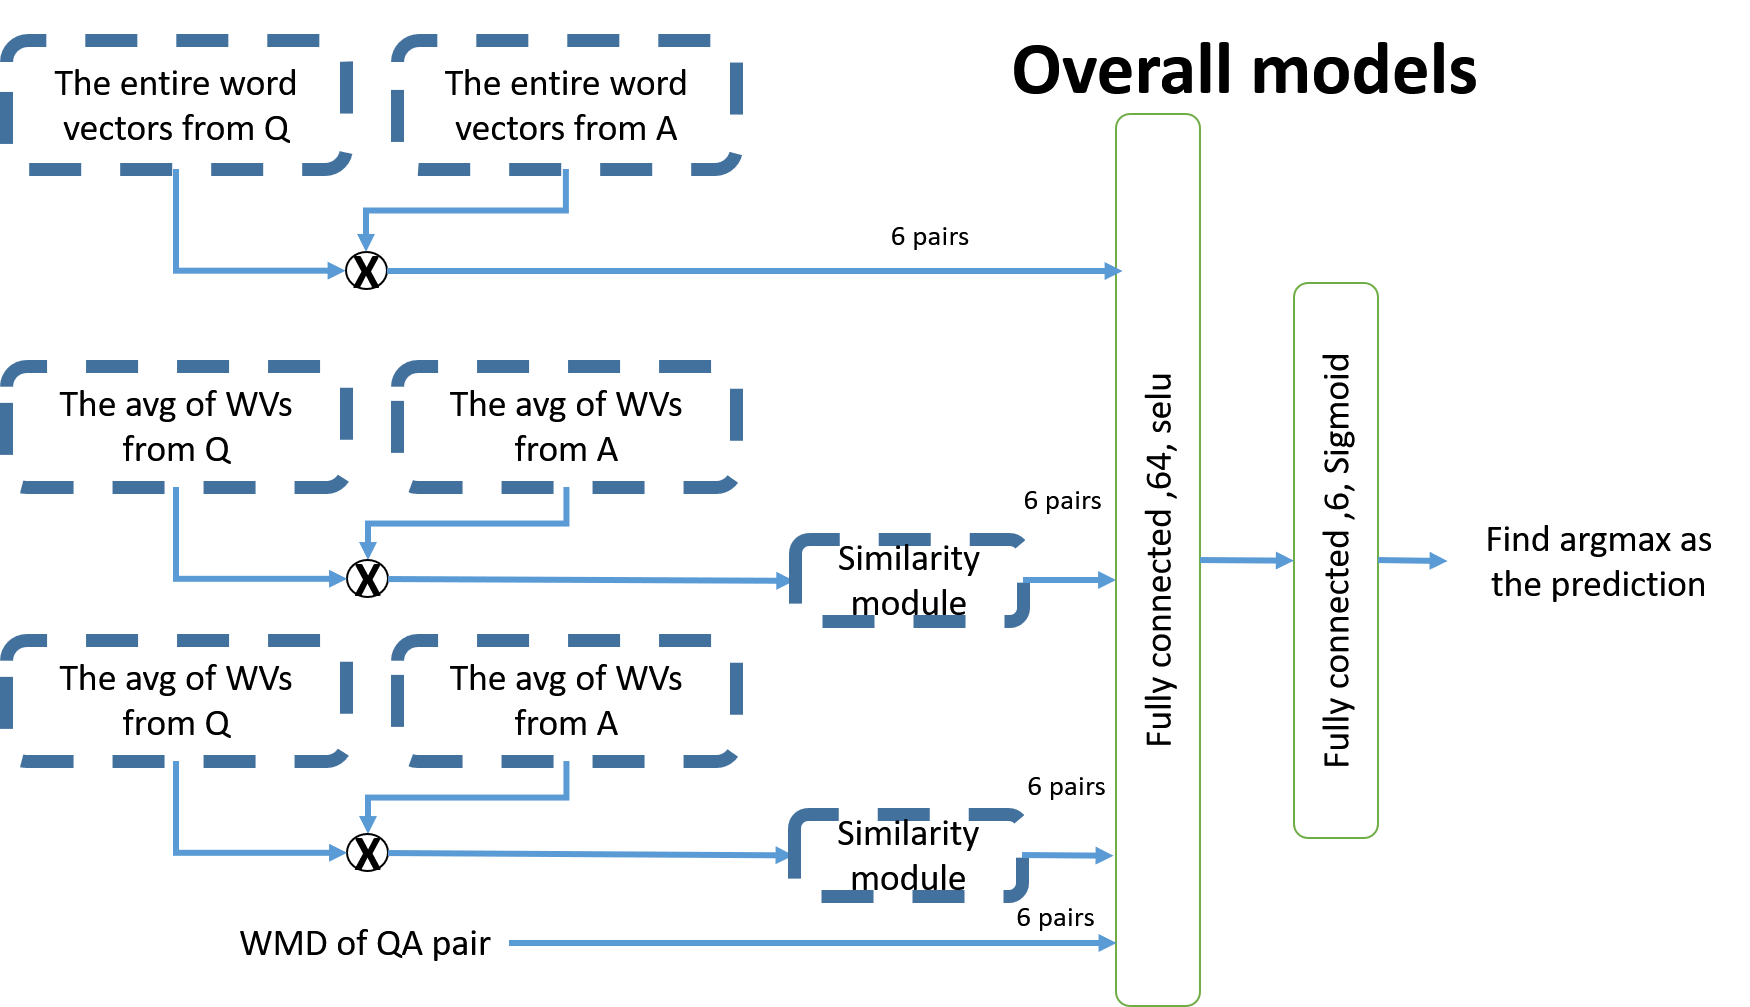 Overall models
The entire word
vectors from Q
The entire word
vectors from A
6 pairs
X
The avg of WVs
from Q
The avg of WVs
from A
6 pairs
X
Similarity
module
The avg of WVs
from Q
The avg of WVs
from A
6 pairs
X
Similarity
module
6 pairs
WMD of QA pair
Fully connected ,64, selu
Fully connected ,6, Sigmoid
Find argmax as
the prediction